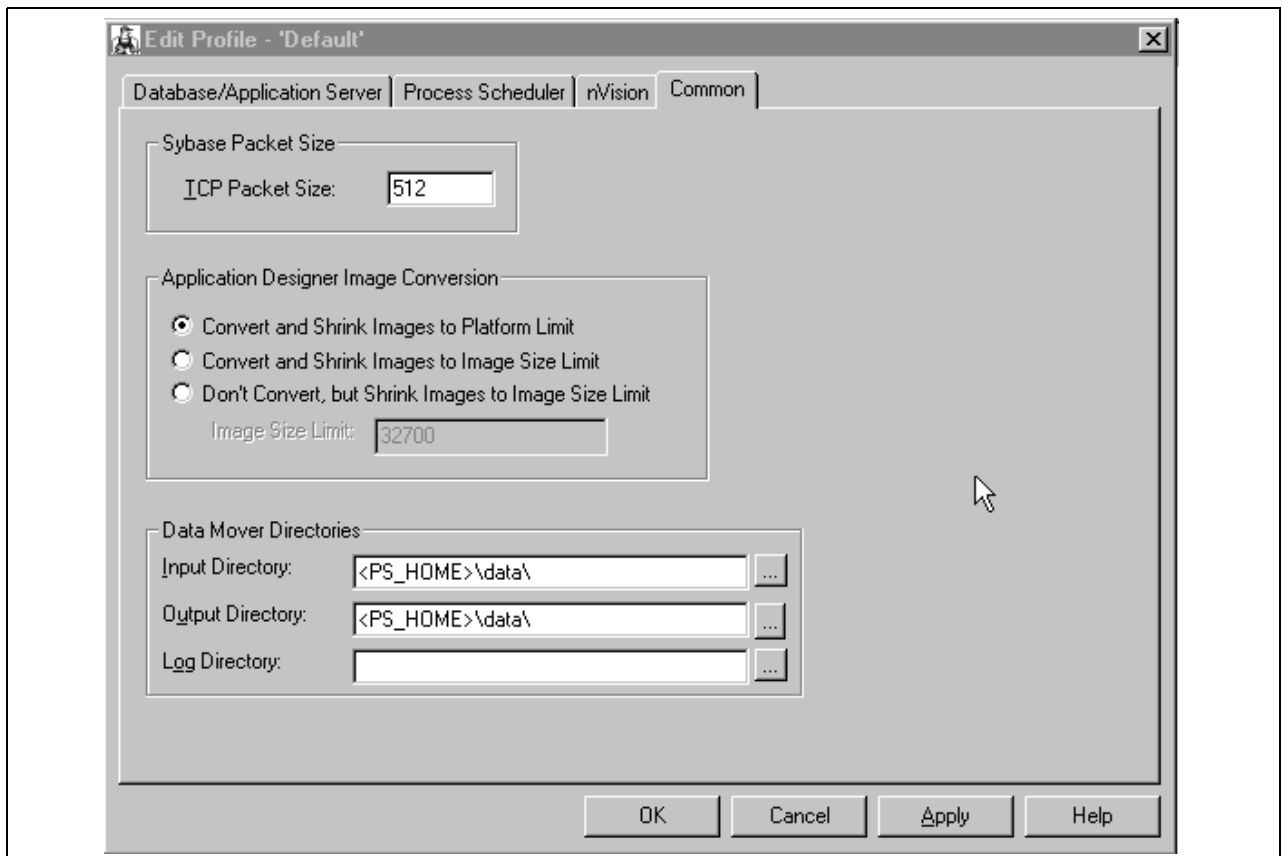 Edit Profile - 'Default'
Database/Application Server Process Scheduler nVision Common
Sybase Packet Size
TCP Packet Size: 512
Application Designer Image Conversion
Convert and Shrink Images to Platform Limit
Convert and Shrink Images to Image Size Limit
Don't Convert, but Shrink Images to Image Size Limit
Image Size Limit: 32700
Data Mover Directories
Input Directory: <PS_HOME>\data\ ...
Output Directory: <PS_HOME>\data\ ...
Log Directory: ...
OK Cancel Apply Help